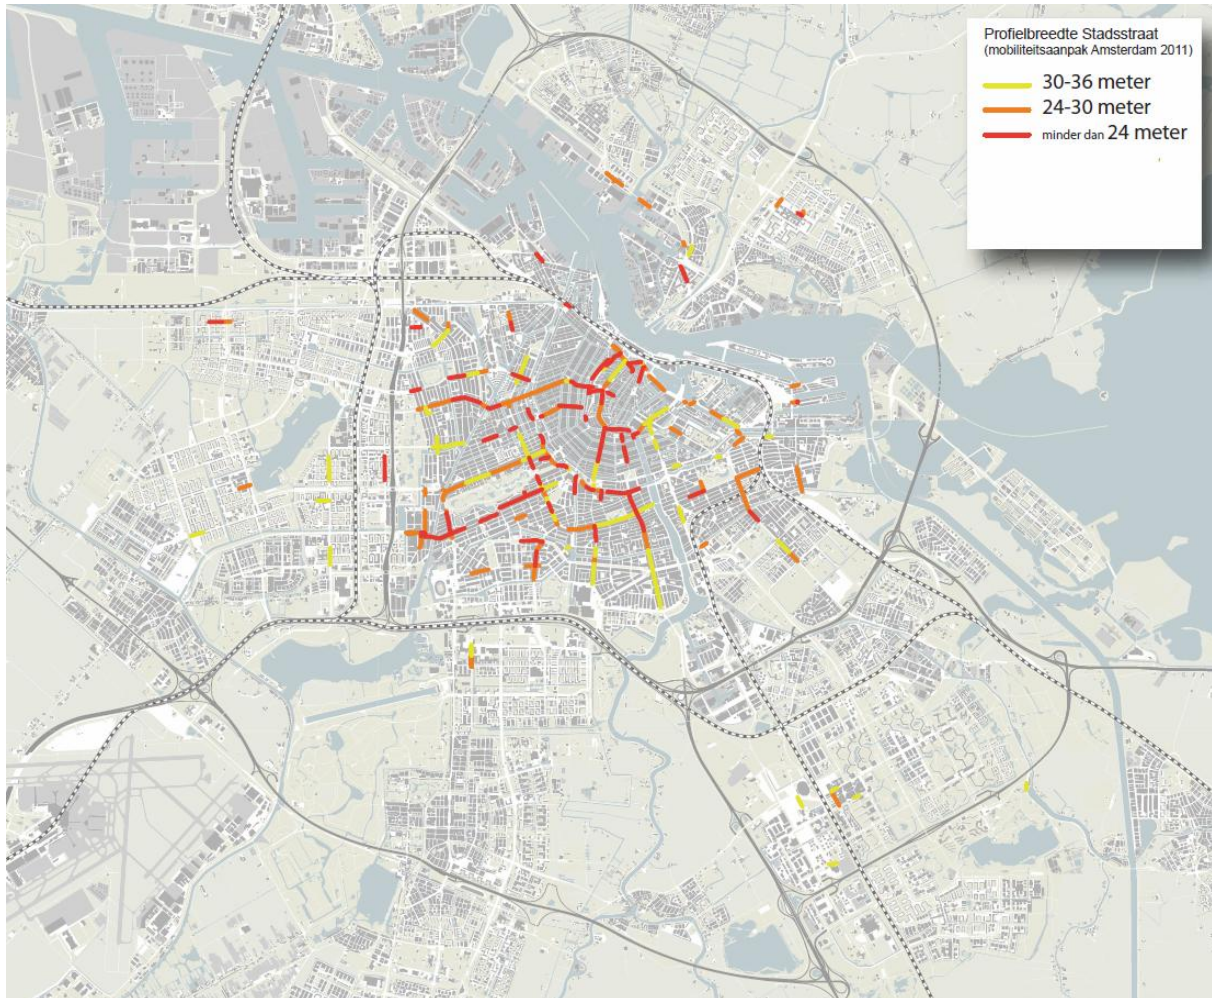 Profielbreedte Stadsstraat
(mobiliteitsaanpak Amsterdam 2011)
30-36 meter
24-30 meter
minder dan 24 meter